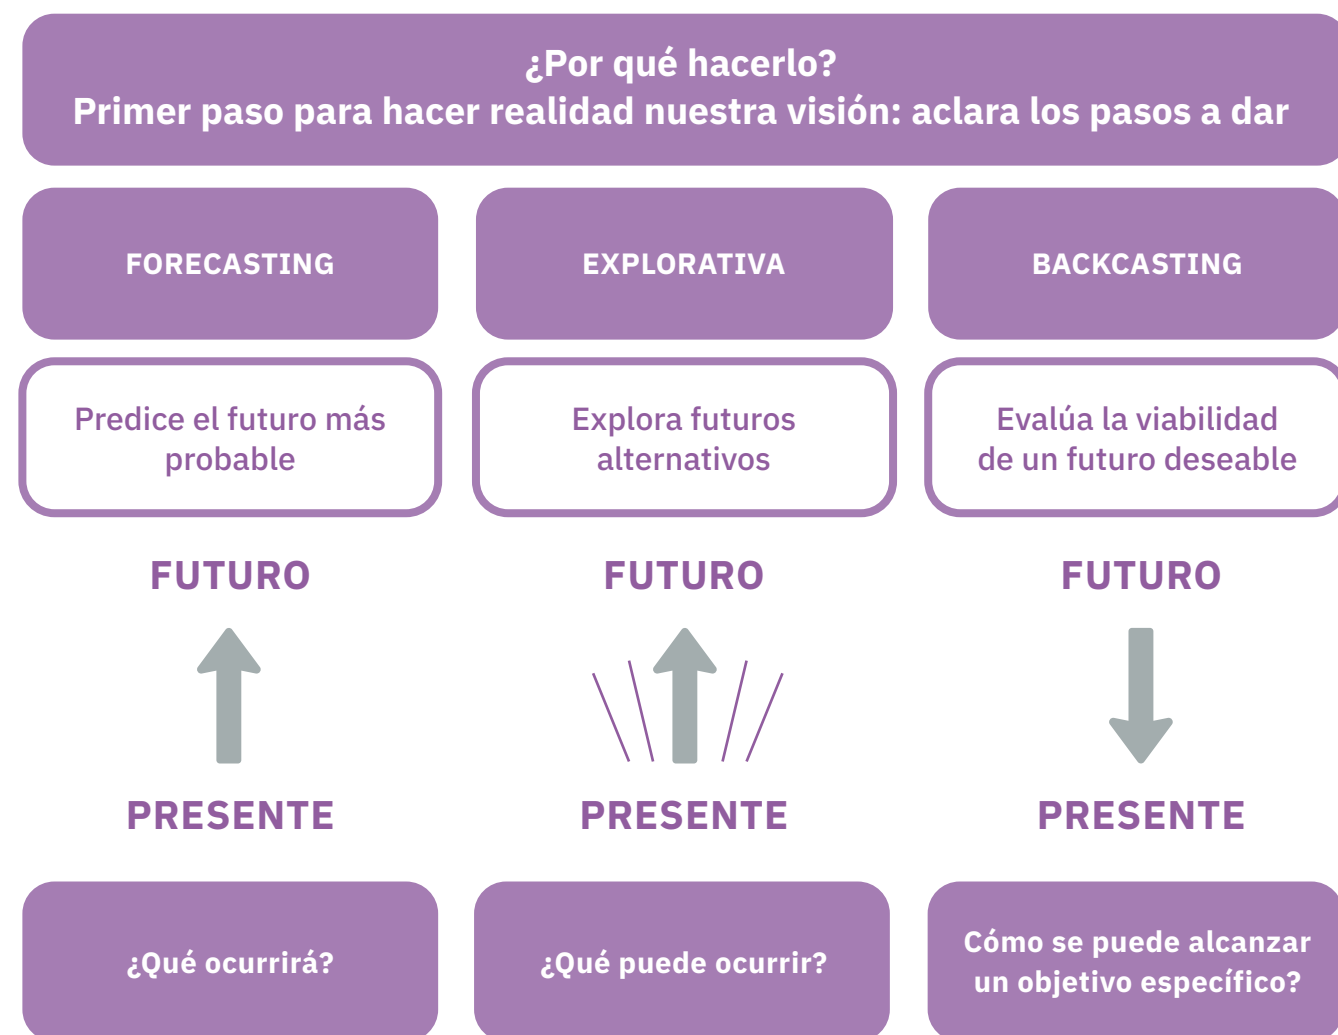 ¿Por qué hacerlo?
Primer paso para hacer realidad nuestra visión: aclara los pasos a dar
FORECASTING
EXPLORATIVA
BACKCASTING
Predice el futuro más
probable
Explora futuros
alternativos
Evalúa la viabilidad
de un futuro deseable
FUTURO
FUTURO
FUTURO
PRESENTE
PRESENTE
PRESENTE
¿Qué ocurrirá?
¿Qué puede ocurrir?
Cómo se puede alcanzar
un objetivo específico?